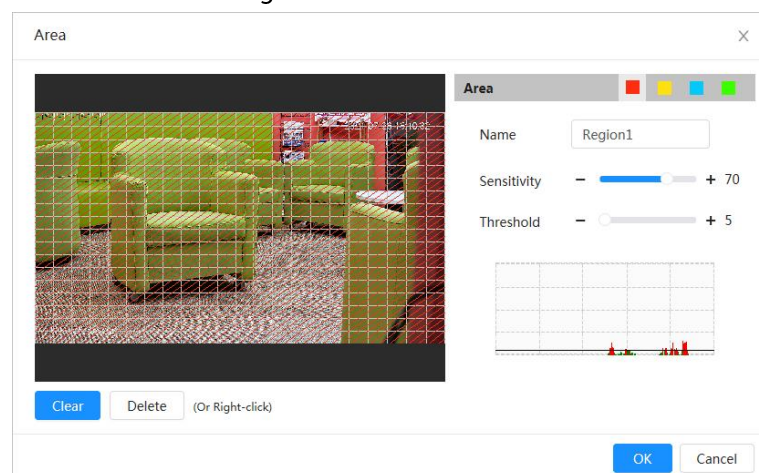 Area
X
Area
Name Region1
Sensitivity - + 70
Threshold - + 5
Clear Delete (Or Right-click)
OK Cancel